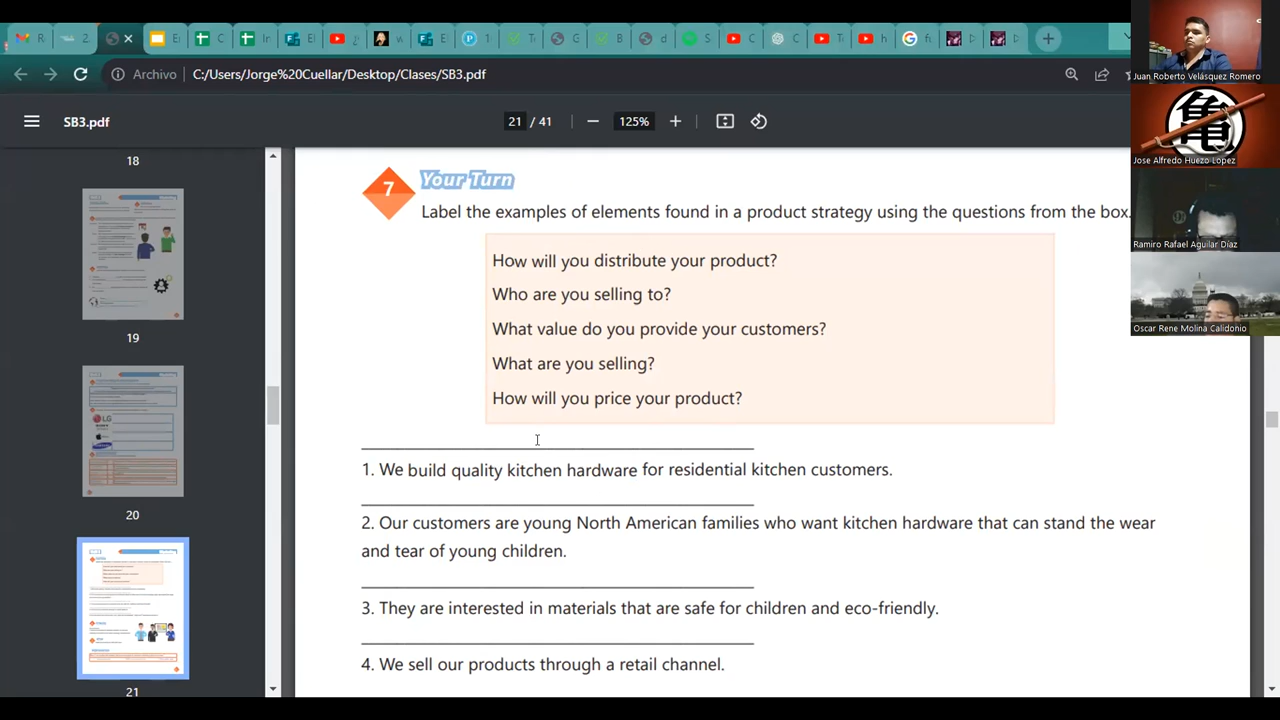 Archivo
C:/Users/Jorge%20Cuellar/Desktop/Clases/SB3.pdf
SB3.pdf
21 / 41
125%
18
19
20
21
7
Your Turn
Label the examples of elements found in a product strategy using the questions from the box.
How will you distribute your product?
Who are you selling to?
What value do you provide your customers?
What are you selling?
How will you price your product?
1. We build quality kitchen hardware for residential kitchen customers.
2. Our customers are young North American families who want kitchen hardware that can stand the wear
and tear of young children.
3. They are interested in materials that are safe for children and eco-friendly.
4. We sell our products through a retail channel.
Juan Roberto Velásquez Romero
亀
Jose Alfredo Huezo Lopez
Ramiro Rafael Aguilar Díaz
Oscar Rene Molina Calidonio